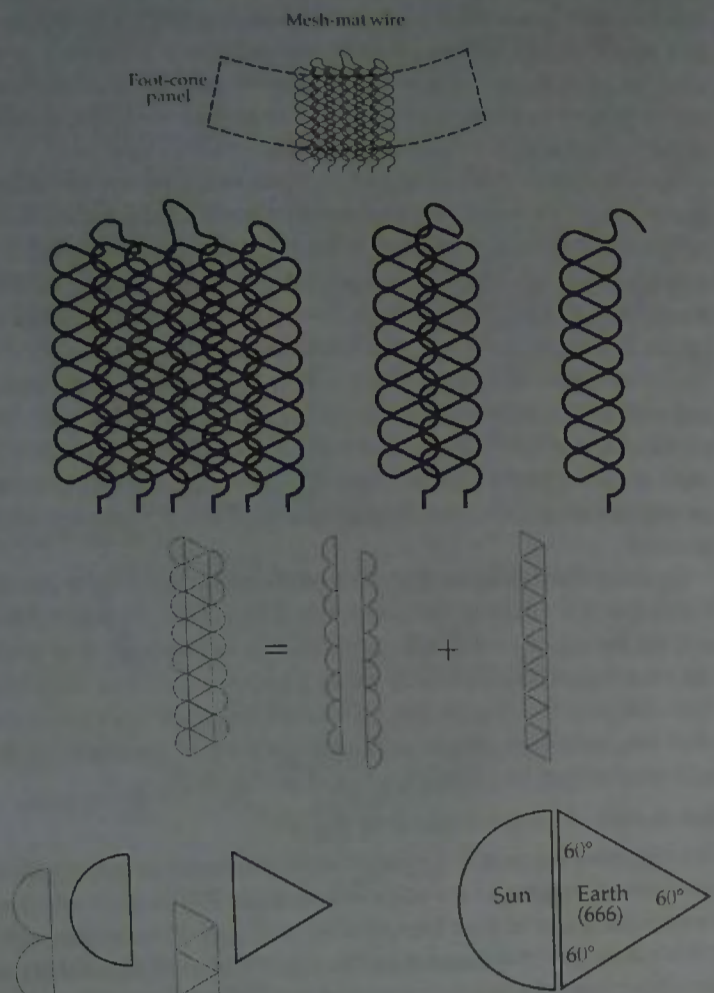 Mesh-mat wire
Foot-cone
panel
=
+
60°
Sun
Earth
(666)
60°
60°